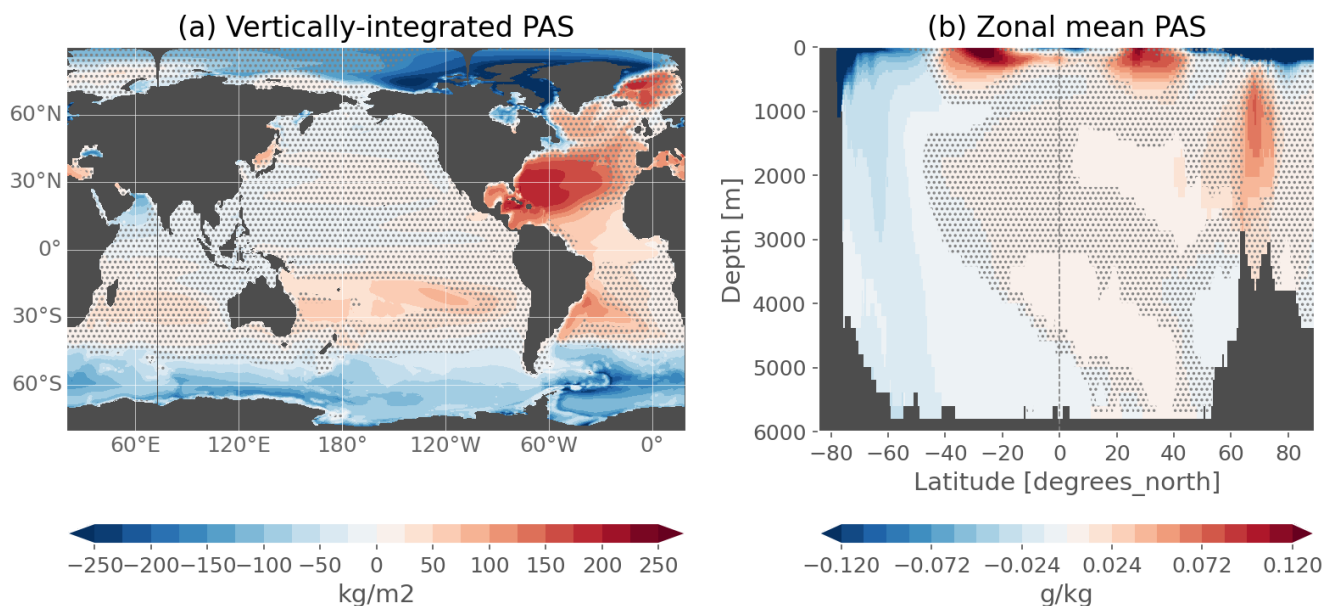 (a) Vertically-integrated PAS
60°N
30°N
0°
30°S
60°S
60°E 120°E 180° 120°W 60°W 0°
−250 −200 −150 −100 −50 0 50 100 150 200 250
kg/m2
(b) Zonal mean PAS
0
1000
2000
3000
4000
5000
6000
Depth [m]
−80 −60 −40 −20 0 20 40 60 80
Latitude [degrees_north]
−0.120 −0.072 −0.024 0.024 0.072 0.120
g/kg